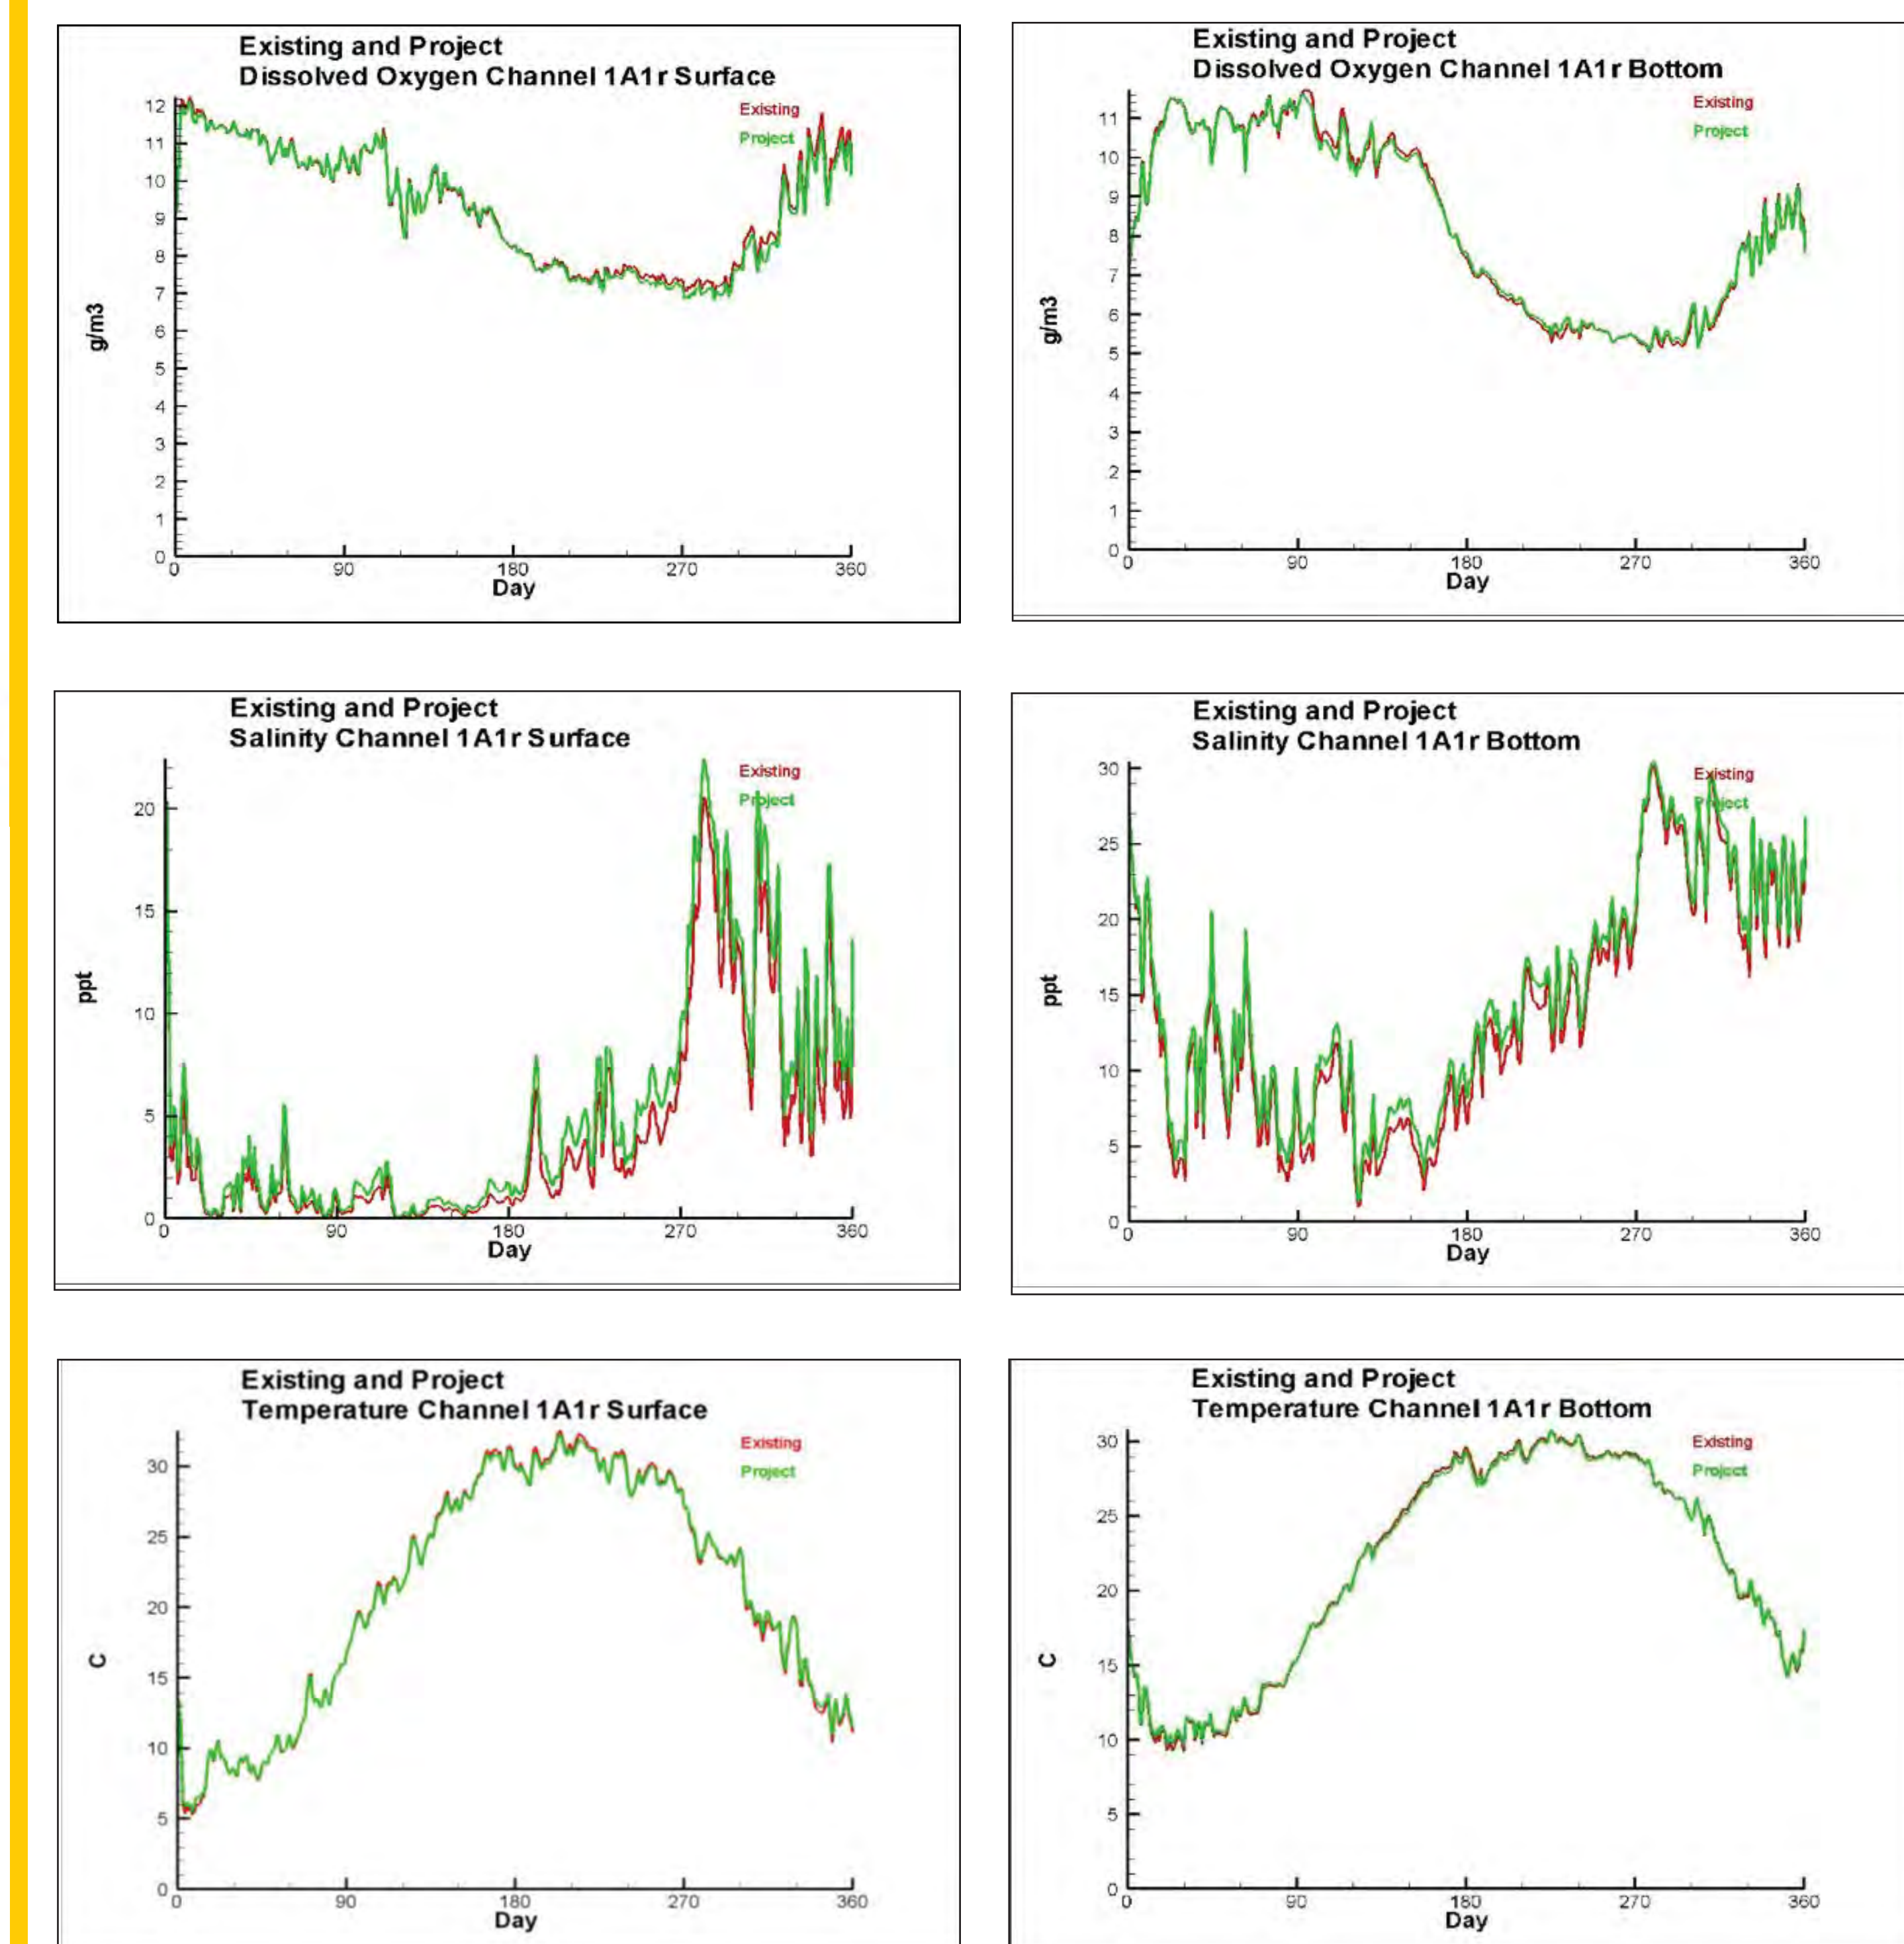 Existing and Project
Dissolved Oxygen Channel 1A1r Surface
Existing
Project
12
11
10
9
8
7
6
5
4
3
2
1
0
g/m3
0
90
180
270
360
Day
Existing and Project
Dissolved Oxygen Channel 1A1r Bottom
Existing
Project
11
10
9
8
7
6
5
4
3
2
1
0
g/m3
0
90
180
270
360
Day
Existing and Project
Salinity Channel 1A1r Surface
Existing
Project
20
15
10
5
0
ppt
0
90
180
270
360
Day
Existing and Project
Salinity Channel 1A1r Bottom
Existing
Project
30
25
20
15
10
5
0
ppt
0
90
180
270
360
Day
Existing and Project
Temperature Channel 1A1r Surface
Existing
Project
30
25
20
15
10
5
0
C
0
90
180
270
360
Day
Existing and Project
Temperature Channel 1A1r Bottom
Existing
Project
30
25
20
15
10
5
0
C
0
90
180
270
360
Day